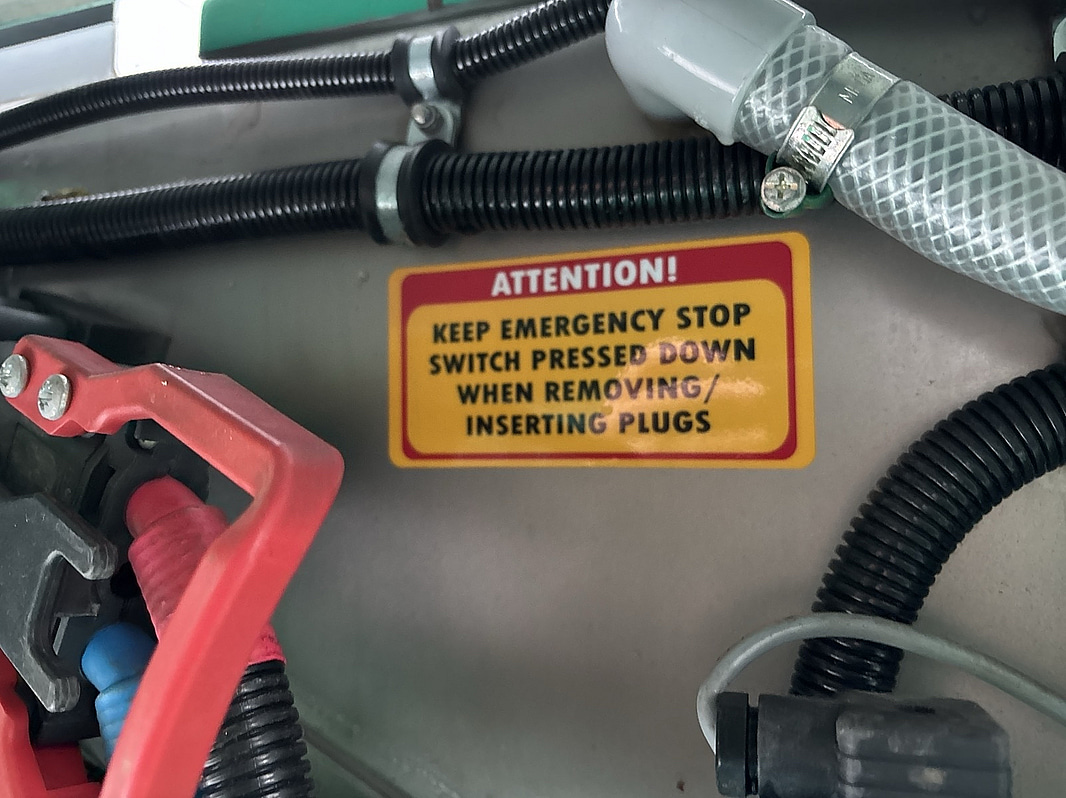 ATTENTION!
KEEP EMERGENCY STOP
SWITCH PRESSED DOWN
WHEN REMOVING/
INSERTING PLUGS